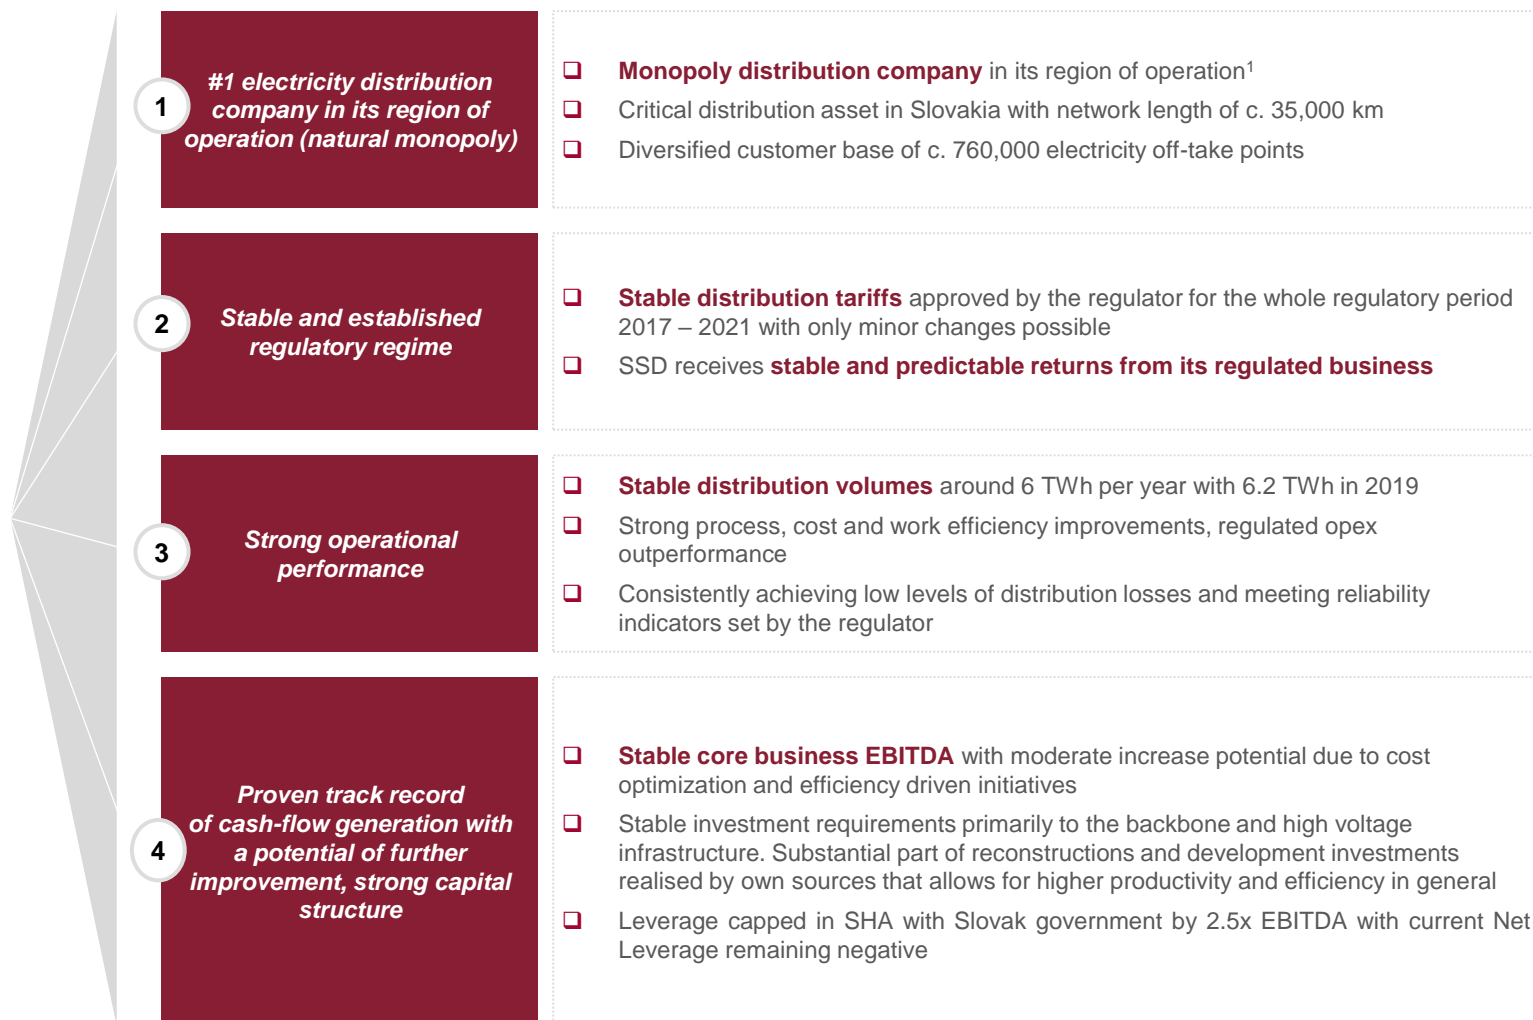 1
#1 electricity distribution
company in its region of
operation (natural monopoly)
Monopoly distribution company in its region of operation¹
Critical distribution asset in Slovakia with network length of c. 35,000 km
Diversified customer base of c. 760,000 electricity off-take points
2
Stable and established
regulatory regime
Stable distribution tariffs approved by the regulator for the whole regulatory period
2017 – 2021 with only minor changes possible
SSD receives stable and predictable returns from its regulated business
3
Strong operational
performance
Stable distribution volumes around 6 TWh per year with 6.2 TWh in 2019
Strong process, cost and work efficiency improvements, regulated opex
outperformance
Consistently achieving low levels of distribution losses and meeting reliability
indicators set by the regulator
4
Proven track record
of cash-flow generation with
a potential of further
improvement, strong capital
structure
Stable core business EBITDA with moderate increase potential due to cost
optimization and efficiency driven initiatives
Stable investment requirements primarily to the backbone and high voltage
infrastructure. Substantial part of reconstructions and development investments
realised by own sources that allows for higher productivity and efficiency in general
Leverage capped in SHA with Slovak government by 2.5x EBITDA with current Net
Leverage remaining negative